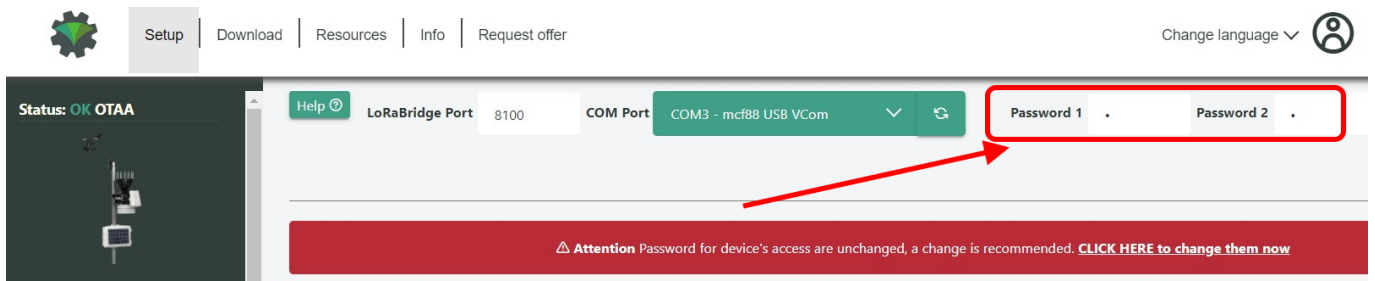 Setup
Download
Resources
Info
Request offer
Change language
Status: OK OTAA
Help
LoRaBridge Port
8100
COM Port
COM3 - mcf88 USB VCom
Password 1
.
Password 2
.
Attention Password for device's access are unchanged, a change is recommended. CLICK HERE to change them now